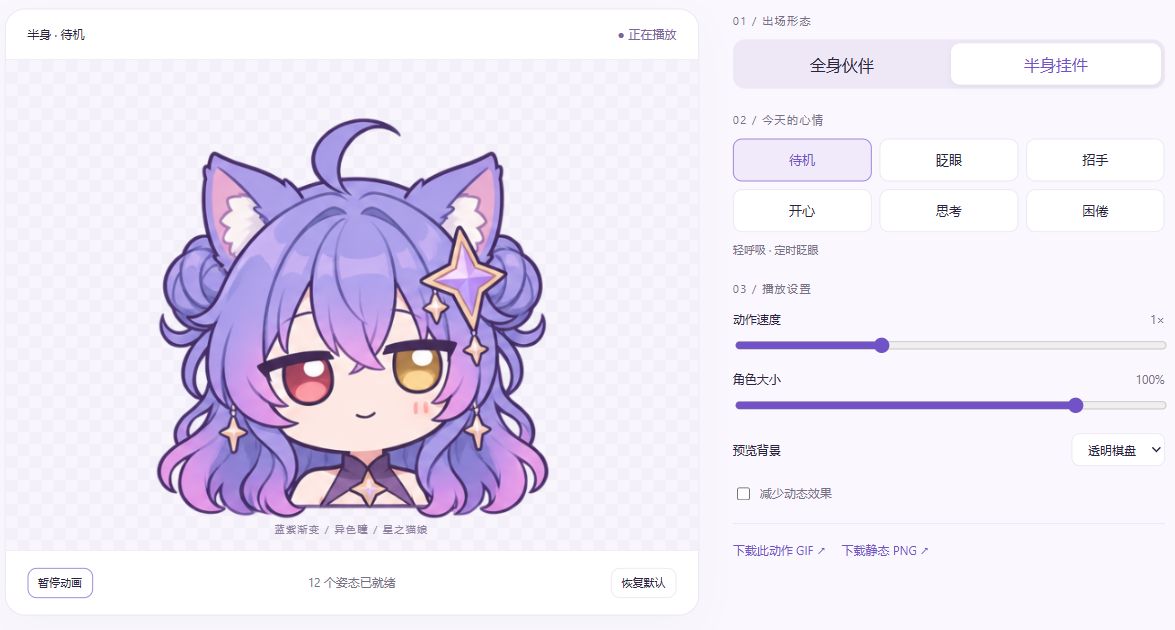 半身 · 待机
● 正在播放
蓝紫渐变 / 异色瞳 / 星之猫娘
暂停动画
12 个姿态已就绪
恢复默认
01 / 出场形态
全身伙伴
半身挂件
02 / 今天的心情
待机
眨眼
招手
开心
思考
困倦
轻呼吸 · 定时眨眼
03 / 播放设置
动作速度
1×
角色大小
100%
预览背景
透明棋盘
减少动态效果
下载此动作 GIF ↗
下载静态 PNG ↗